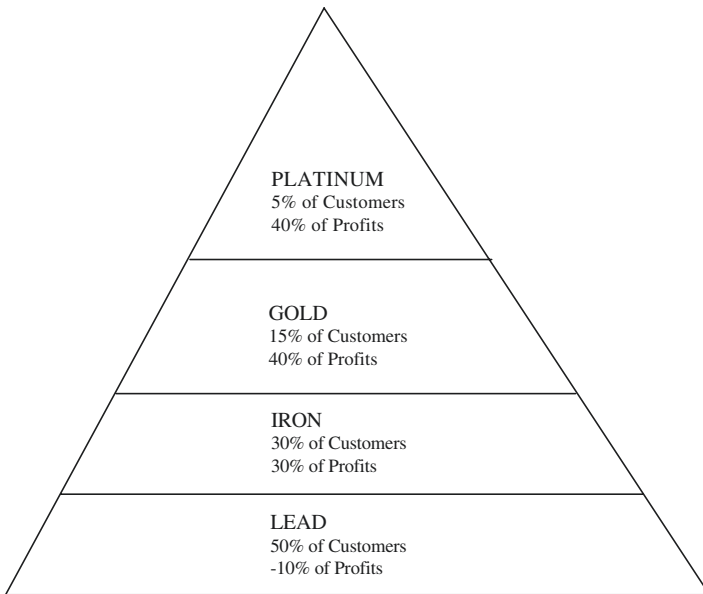 PLATINUM
5% of Customers
40% of Profits
GOLD
15% of Customers
40% of Profits
IRON
30% of Customers
30% of Profits
LEAD
50% of Customers
-10% of Profits